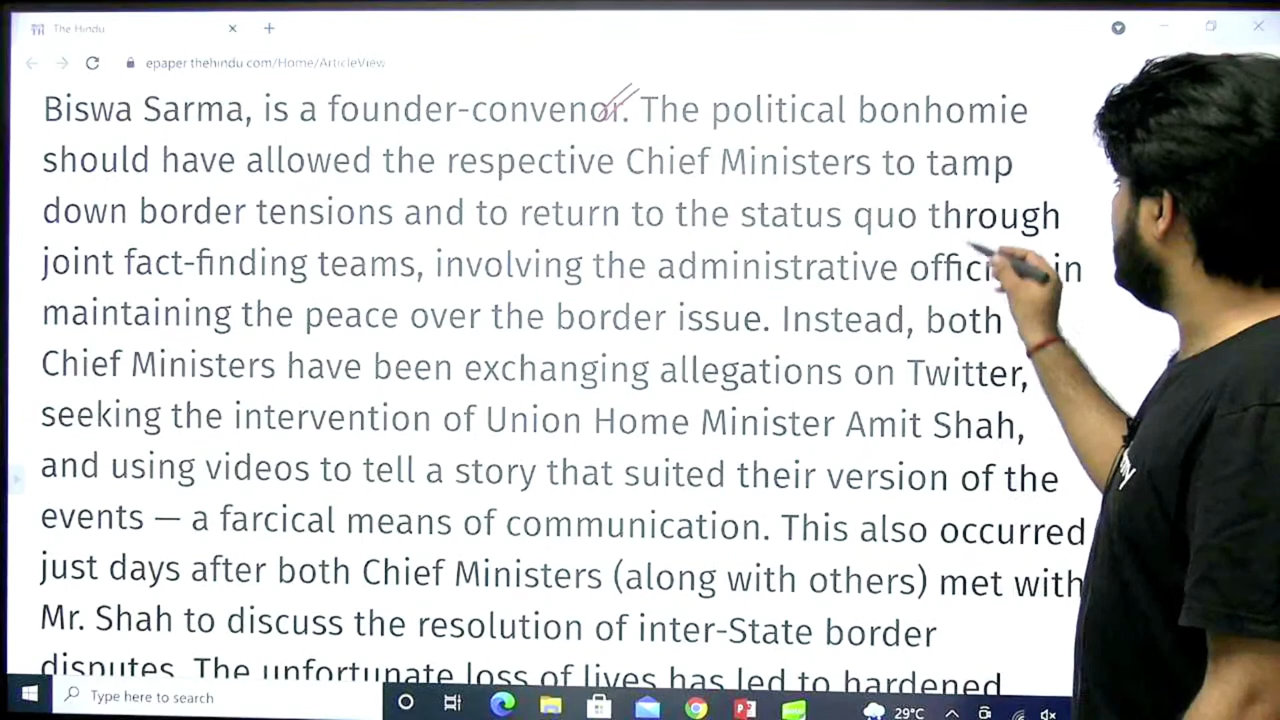 The Hindu
epaper.thehindu.com/Home/ArticleView
Biswa Sarma, is a founder-convenor. The political bonhomie
should have allowed the respective Chief Ministers to tamp
down border tensions and to return to the status quo through
joint fact-finding teams, involving the administrative in
maintaining the peace over the border issue. Instead, both
Chief Ministers have been exchanging allegations on Twitter,
seeking the intervention of Union Home Minister Amit Shah,
and using videos to tell a story that suited their version of the
events — a farcical means of communication. This also occurred
just days after both Chief Ministers (along with others) met with
Mr. Shah to discuss the resolution of inter-State border
disputes. The unfortunate loss of lives has led to hardened
Type here to search
29°C